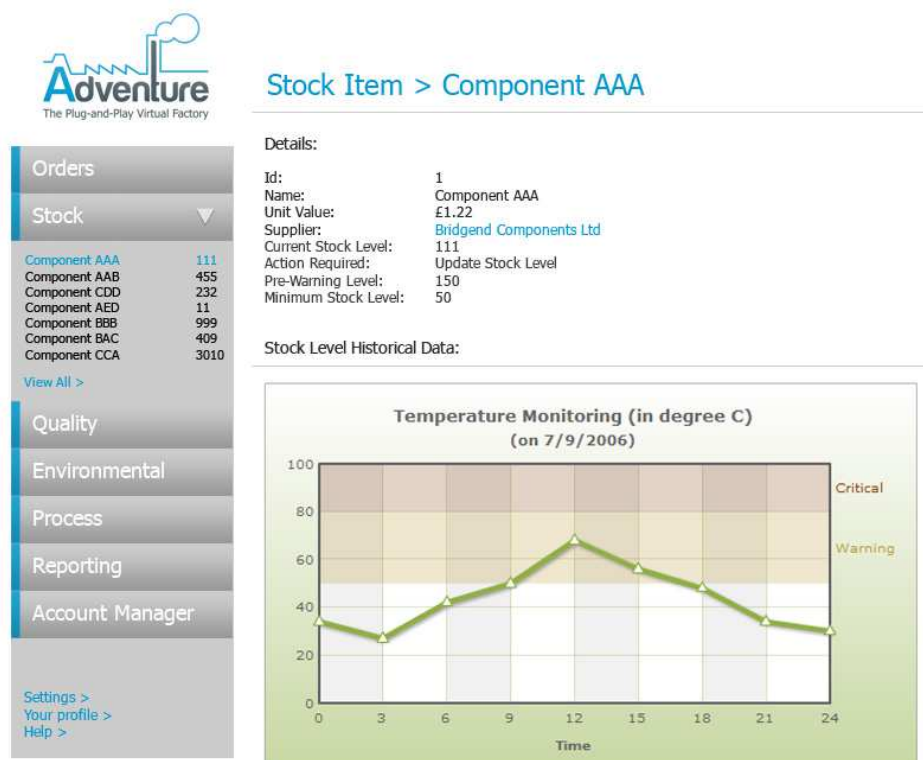 Adventure
The Plug-and-Play Virtual Factory
Orders
Stock
Component AAA 111
Component AAB 455
Component CDD 232
Component AED 11
Component BBB 999
Component BAC 409
Component CCA 3010
View All >
Quality
Environmental
Process
Reporting
Account Manager
Settings >
Your profile >
Help >
Stock Item > Component AAA
Details:
Id: 1
Name: Component AAA
Unit Value: £1.22
Supplier: Bridgend Components Ltd
Current Stock Level: 111
Action Required: Update Stock Level
Pre-Warning Level: 150
Minimum Stock Level: 50
Stock Level Historical Data:
Temperature Monitoring (in degree C)
(on 7/9/2006)
100
80
60
40
20
0
Critical
Warning
0 3 6 9 12 15 18 21 24
Time